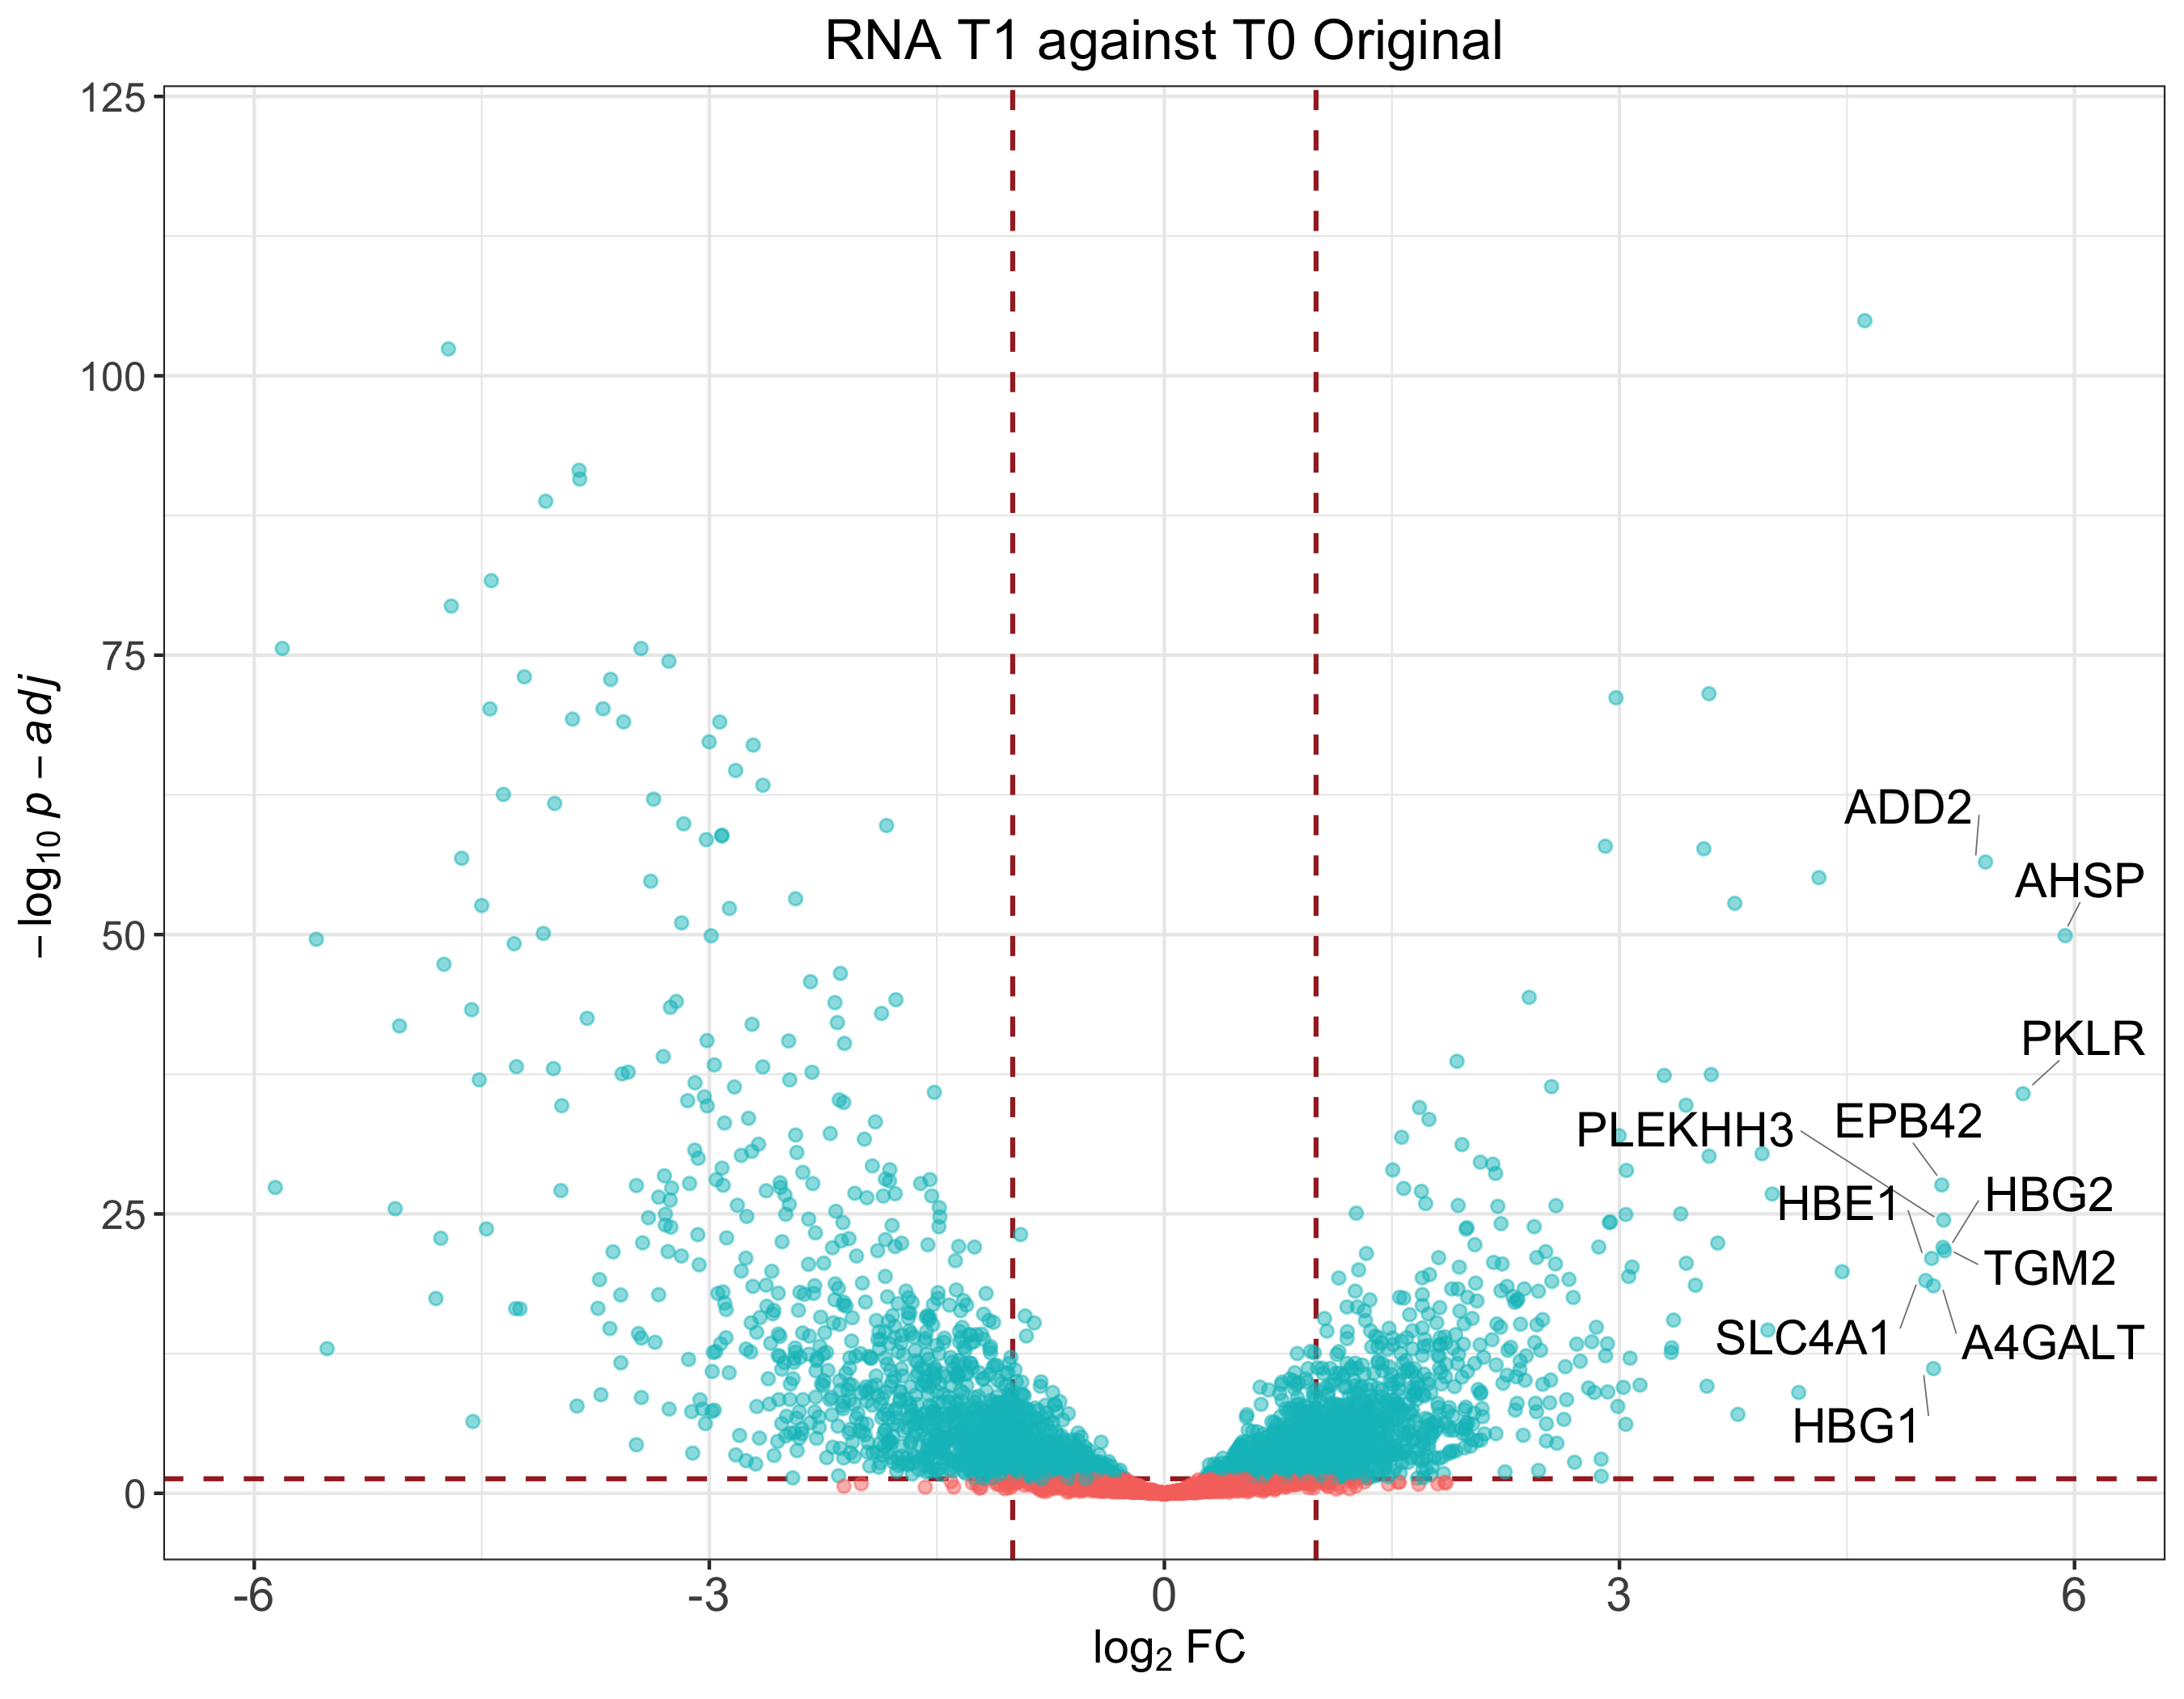 RNA T1 against T0 Original
125
100
75
50
25
0
−log10 p − adj
ADD2
AHSP
PKLR
PLEKHH3
EPB42
HBE1
HBG2
TGM2
SLC4A1
A4GALT
HBG1
-6
-3
0
3
6
log2 FC